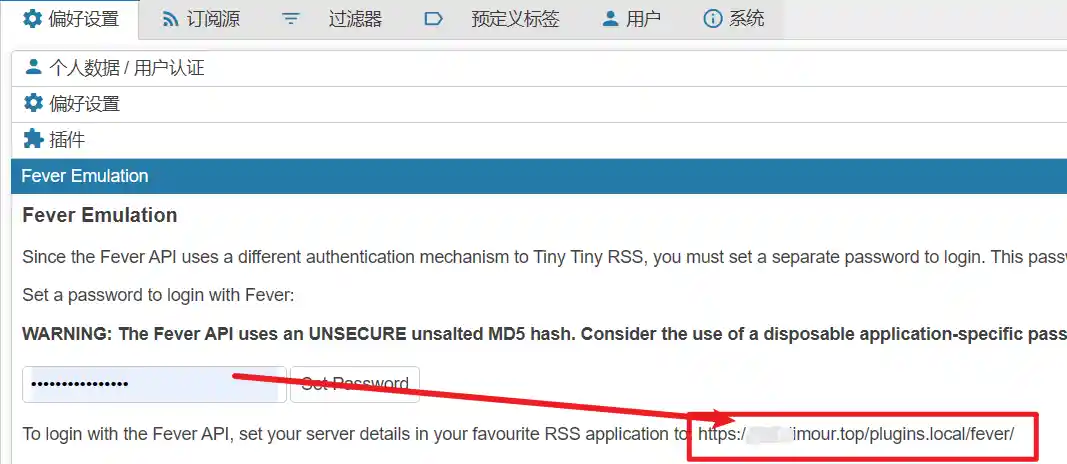 偏好设置 订阅源 过滤器 预定义标签 用户 系统
个人数据 / 用户认证
偏好设置
插件
Fever Emulation
Fever Emulation
Since the Fever API uses a different authentication mechanism to Tiny Tiny RSS, you must set a separate password to login. This
Set a password to login with Fever:
WARNING: The Fever API uses an UNSECURE unsalted MD5 hash. Consider the use of a disposable application-specific
•••••••••••••••• Set Password
To login with the Fever API, set your server details in your favourite RSS application to: https:/ imour.top/plugins.local/fever/